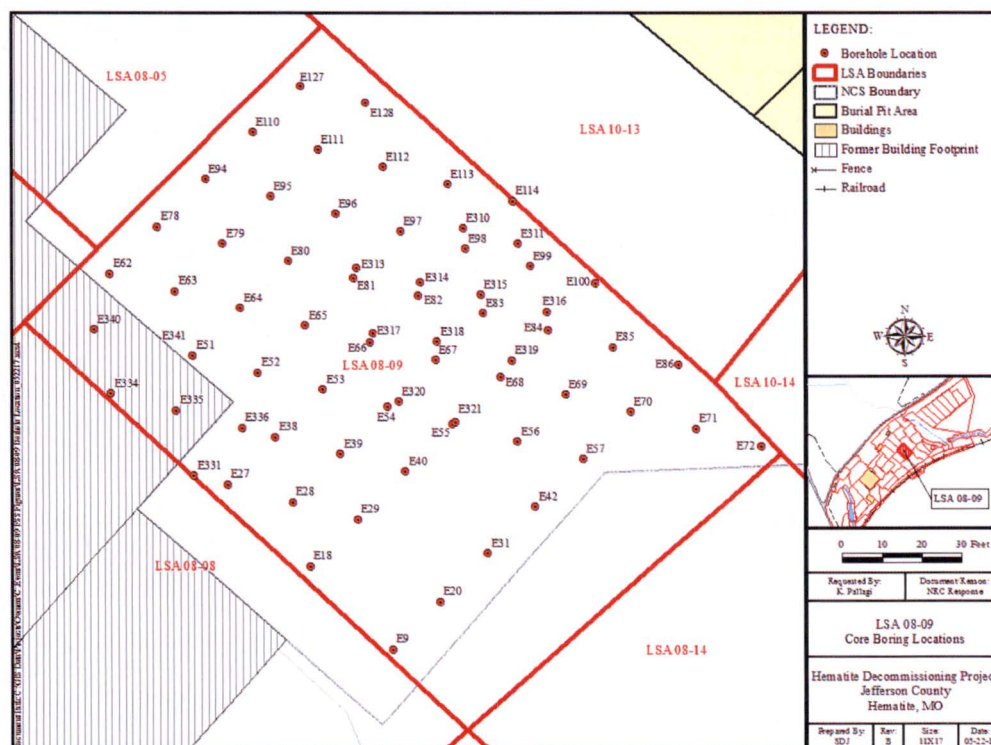 LSA 08-05
E127
E128
LSA 10-13
E110
E111
E112
E113
E114
E94
E95
E96
E97
E310
E98
E311
E99
E78
E79
E80
E313
E81
E314
E82
E315
E83
E100
E316
E62
E63
E64
E65
E317
E66
E318
E67
E84
E85
E340
E341
E51
E52
LSA 08-09
E53
E319
E68
E86
LSA 10-14
E334
E335
E320
E54
E69
E70
E336
E38
E321
E55
E56
E71
E72
E39
E40
E57
E331
E27
E28
E29
E42
LSA 08-08
E18
E31
E20
E9
LSA 08-14
LEGEND:
Borehole Location
LSA Boundaries
NCS Boundary
Burial Pit Area
Buildings
Former Building Footprint
Fence
Railroad
N
W E
S
LSA 08-09
0 10 20 30 Feet
Requested By:
K. Pallagi
Document Reason:
NRC Response
LSA 08-09
Core Boring Locations
Hematite Decommissioning Proje
Jefferson County
Hematite, MO
Prepared By:
SDJ
Rev:
B
Size:
11X17
Date: